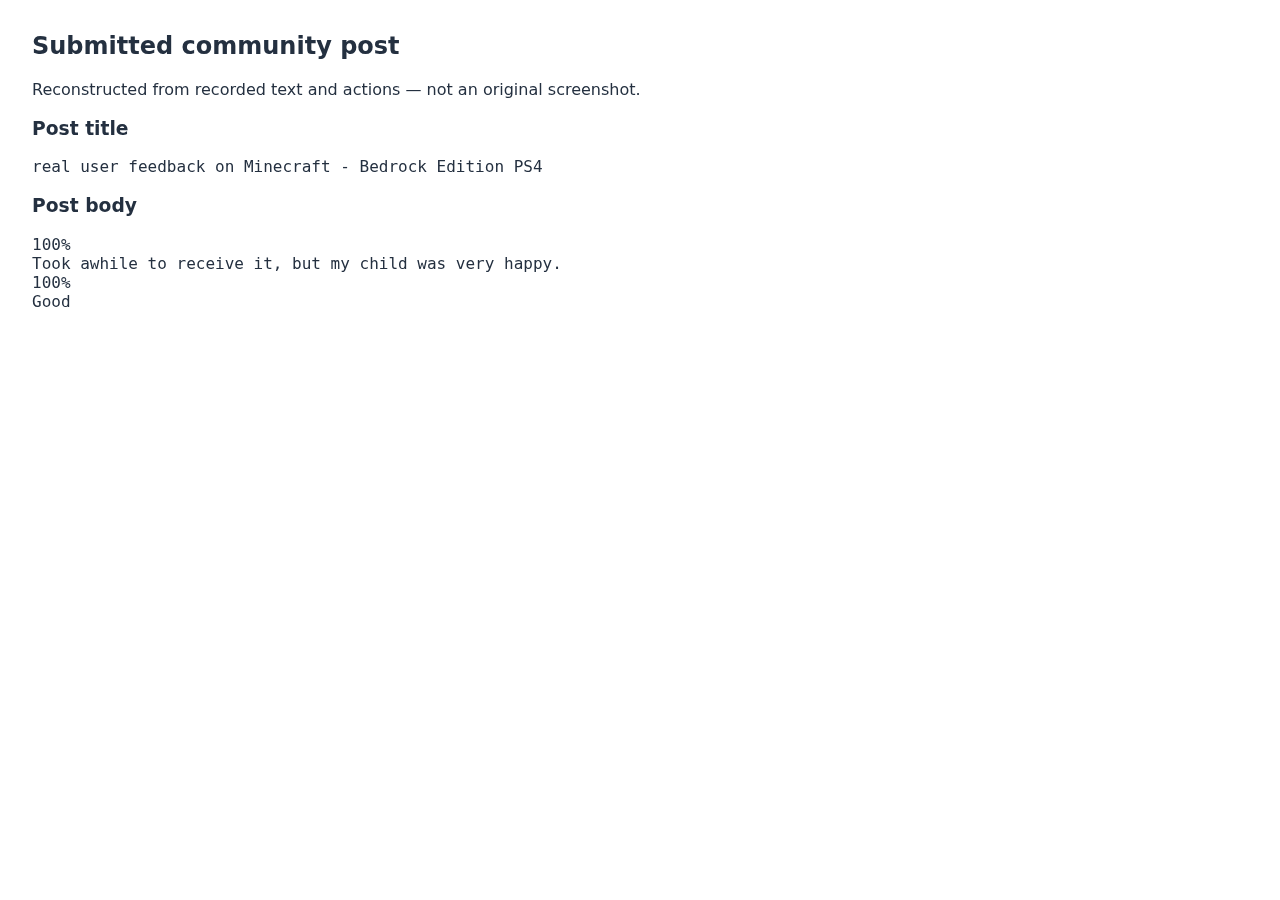 Submitted community post
Reconstructed from recorded text and actions — not an original screenshot.
Post title
real user feedback on Minecraft - Bedrock Edition PS4
Post body
100%
Took awhile to receive it, but my child was very happy.
100%
Good